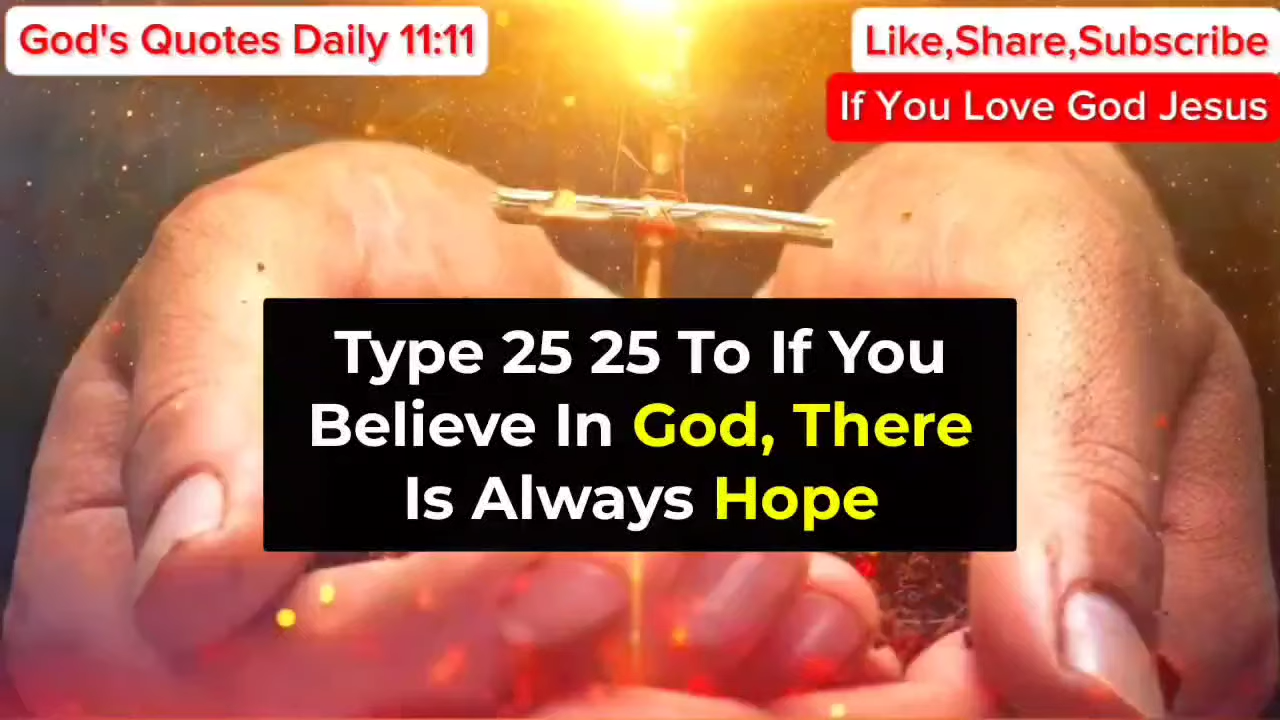 God's Quotes Daily 11:11
Like,Share,Subscribe
If You Love God Jesus
Type 25 25 To If You
Believe In God, There
Is Always Hope